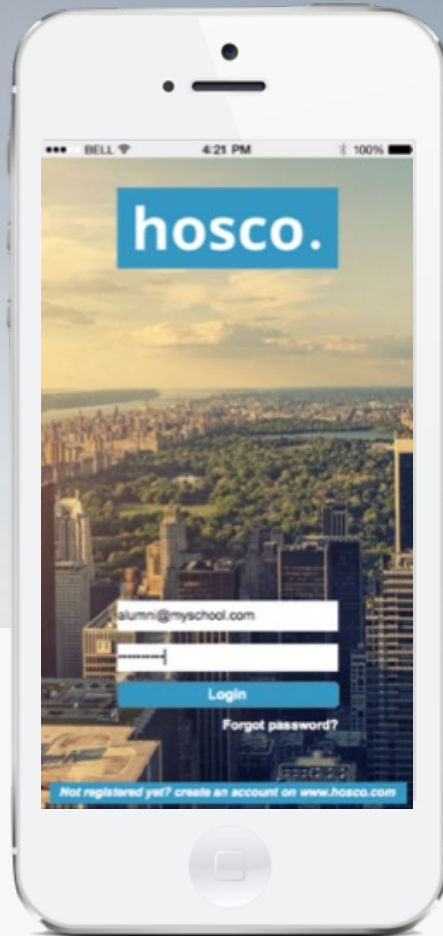 BELL 4:21 PM 100%
hosco.
alumni@myschool.com
Login
Forgot password?
Not registered yet? create an account on www.hosco.com